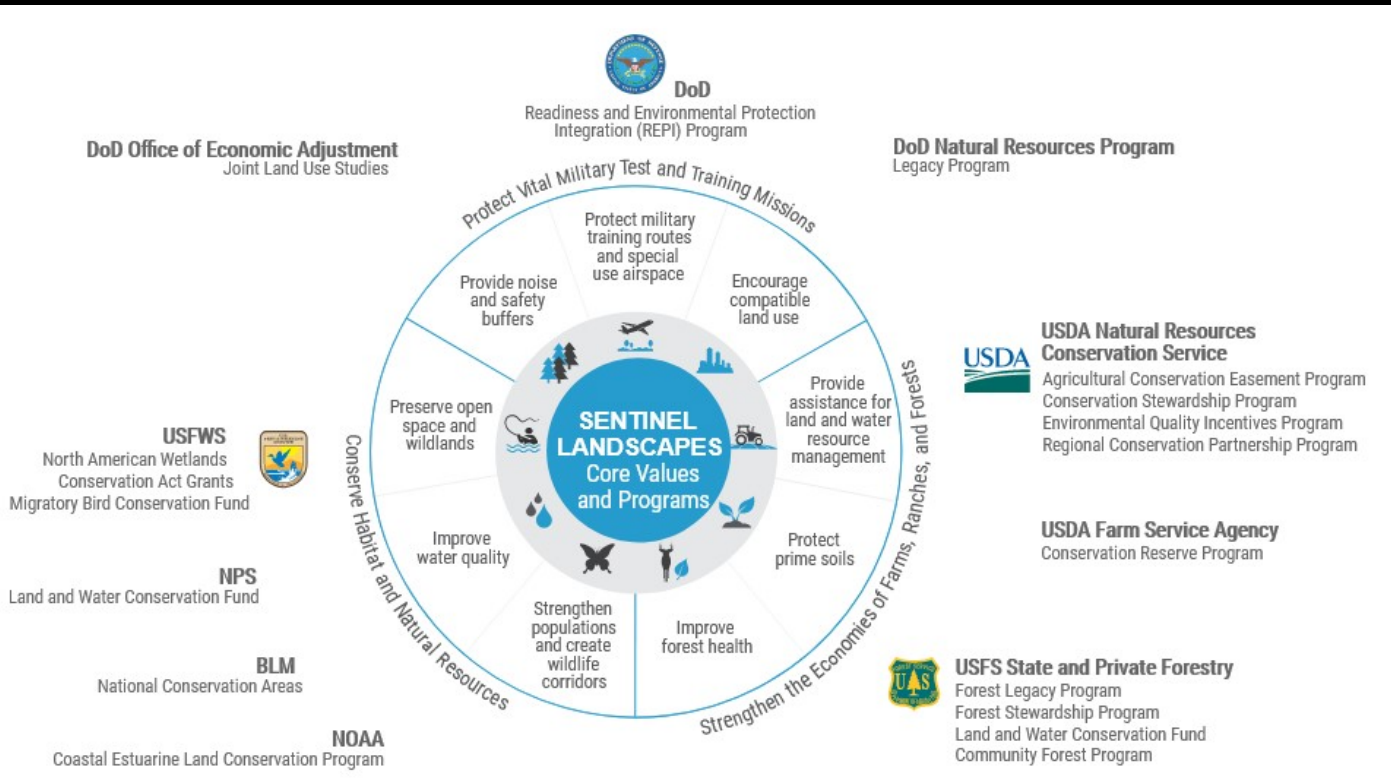 DoD
Readiness and Environmental Protection
Integration (REPI) Program
DoD Office of Economic Adjustment
Joint Land Use Studies
DoD Natural Resources Program
Legacy Program
Protect Vital Military Test and Training Missions
Protect military
training routes
and special
use airspace
Provide noise
and safety
buffers
Encourage
compatible
land use
USDA
USDA Natural Resources
Conservation Service
Agricultural Conservation Easement Program
Conservation Stewardship Program
Environmental Quality Incentives Program
Regional Conservation Partnership Program
Provide
assistance for
land and water
resource
management
Preserve open
space and
wildlands
SENTINEL
LANDSCAPES
Core Values
and Programs
USFWS
North American Wetlands
Conservation Act Grants
Migratory Bird Conservation Fund
Conserve Habitat and Natural Resources
Strengthen the Economies of Farms, Ranches, and Forests
Improve
water quality
Protect
prime soils
USDA Farm Service Agency
Conservation Reserve Program
NPS
Land and Water Conservation Fund
Strengthen
populations
and create
wildlife
corridors
Improve
forest health
BLM
National Conservation Areas
U S
USFS State and Private Forestry
Forest Legacy Program
Forest Stewardship Program
Land and Water Conservation Fund
Community Forest Program
NOAA
Coastal Estuarine Land Conservation Program